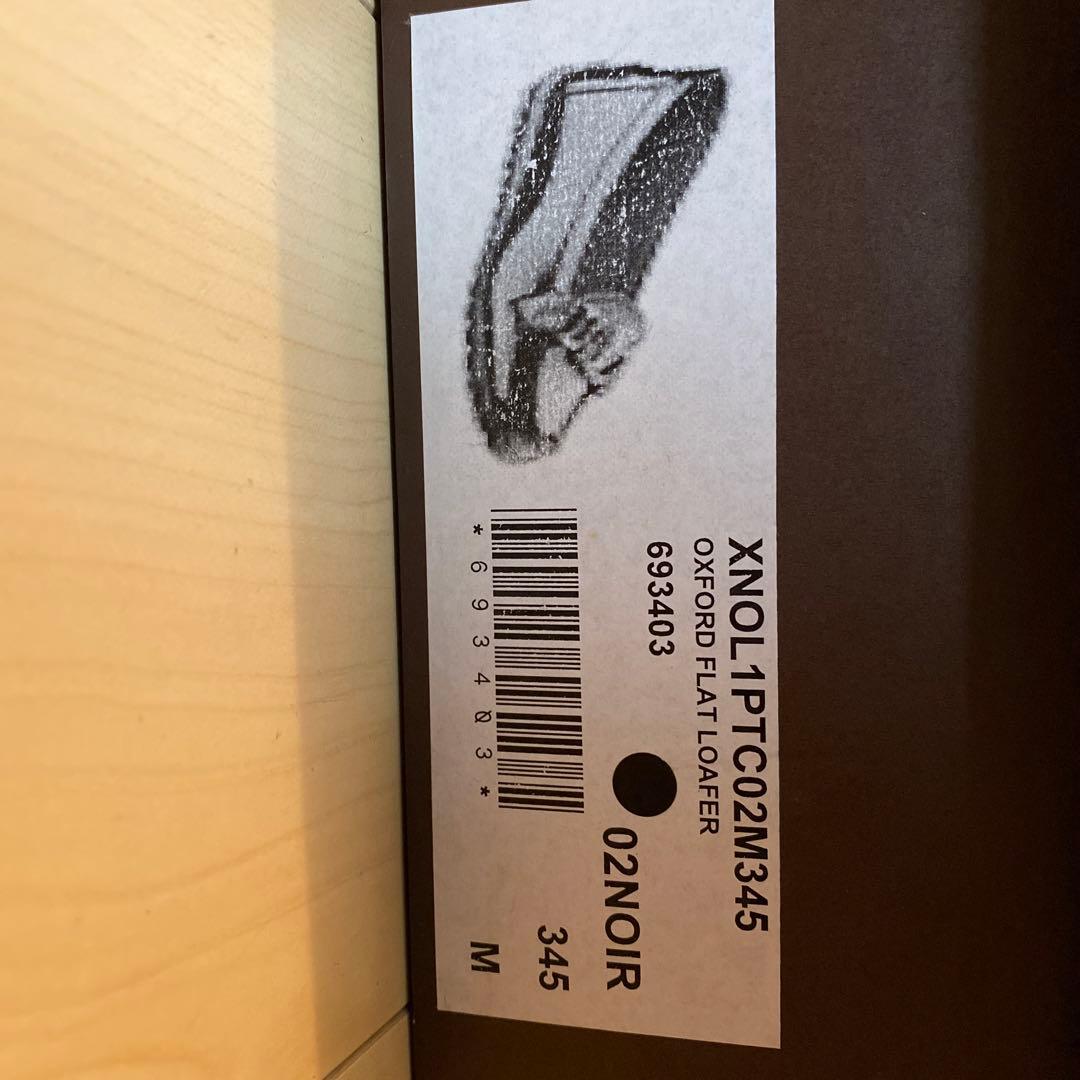 XNOL1PTC02M345
OXFORD FLAT LOAFER
693403
02NOIR
345
*693403*
M